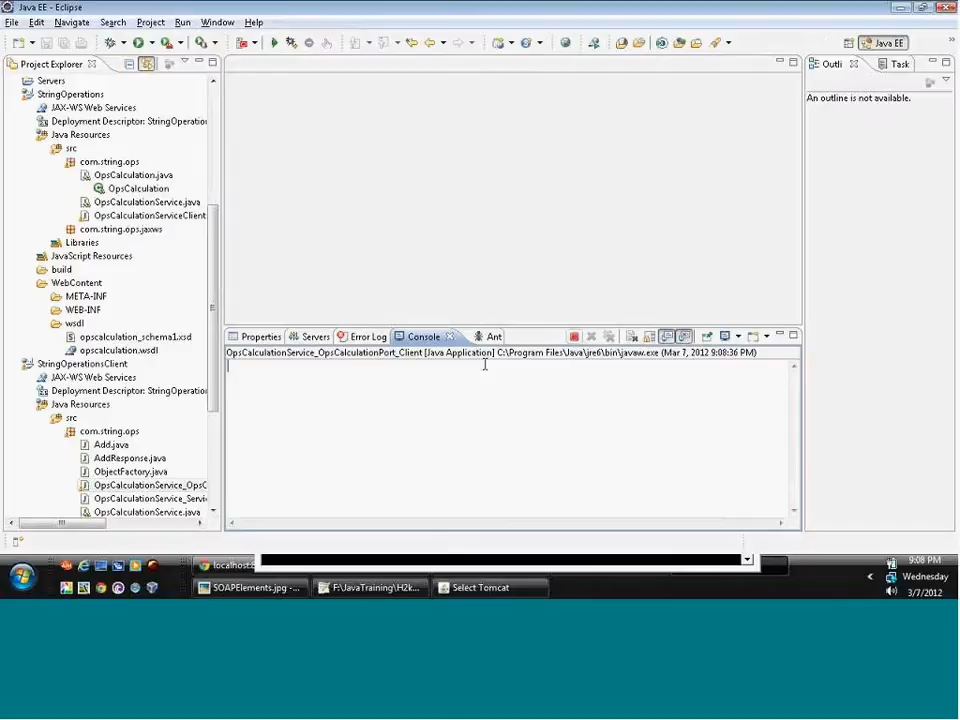 Java EE - Eclipse
File Edit Navigate Search Project Run Window Help
Java EE
Project Explorer
Outli
Task
An outline is not available.
Servers
StringOperations
JAX-WS Web Services
Deployment Descriptor: StringOperation
Java Resources
src
com.string.ops
OpsCalculation.java
OpsCalculation
OpsCalculationService.java
OpsCalculationServiceClient
com.string.ops.jaxws
Libraries
JavaScript Resources
build
WebContent
META-INF
WEB-INF
wsdl
opscalculation_schema1.xsd
opscalculation.wsdl
StringOperationsClient
JAX-WS Web Services
Deployment Descriptor: StringOperation
Java Resources
src
com.string.ops
Add.java
AddResponse.java
ObjectFactory.java
OpsCalculationService_OpsC
OpsCalculationService_Servi
OpsCalculationService.java
Properties Servers Error Log Console Ant
OpsCalculationService_OpsCalculationPort_Client [Java Application] C:\Program Files\Java\jre6\bin\javaw.exe (Mar 7, 2012 9:08:36 PM)
localhost
SOAPElements.jpg -...
F:\JavaTraining\H2k...
Select Tomcat
9:08 PM
Wednesday
3/7/2012